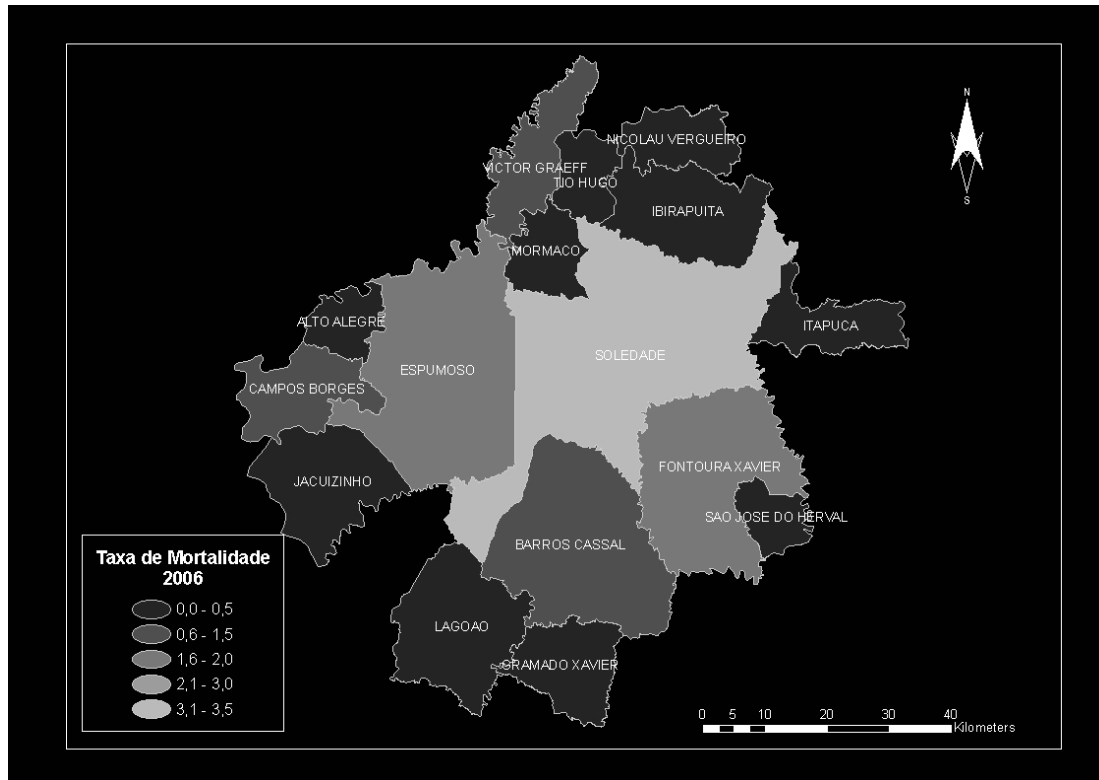 N
S
NICOLAU VERGUEIRO
VICTOR GRAEFF
TIO HUGO
IBIRAPUITA
MORMACO
ALTO ALEGRE
ITAPUCA
SOLEDADE
ESPUMOSO
CAMPOS BORGES
FONTOURA XAVIER
JACUIZINHO
SAO JOSE DO HERVAL
BARROS CASSAL
LAGOAO
GRAMADO XAVIER
Taxa de Mortalidade
2006
0,0 - 0,5
0,6 - 1,5
1,6 - 2,0
2,1 - 3,0
3,1 - 3,5
0 5 10 20 30 40
Kilometers